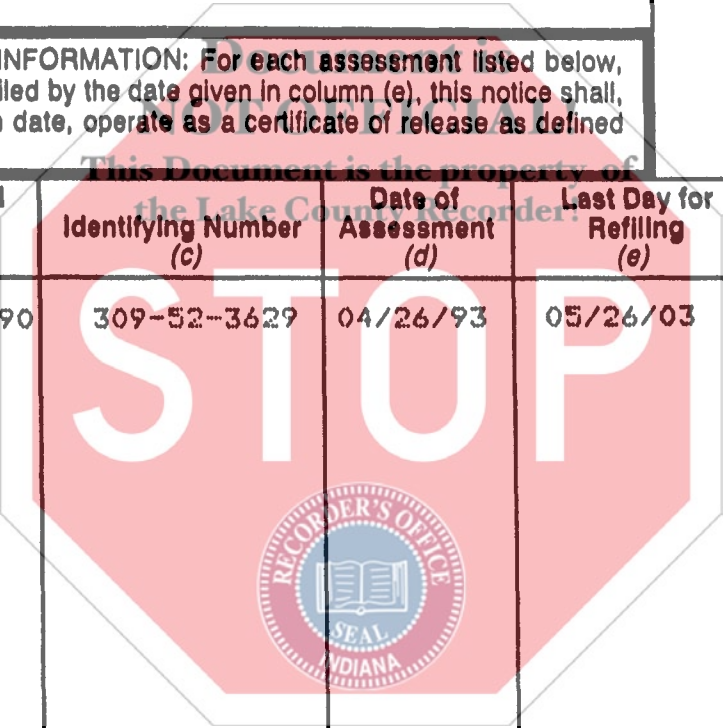 INFORMATION: For each assessment listed below,
iled by the date given in column (e), this notice shall,
date, operate as a certificate of release as defined
Document is
NOT OFFICIAL!
This Document is the property of
the Lake County Recorder!
Identifying Number
(c)
Date of
Assessment
(d)
Last Day for
Refiling
(e)
90 309-52-3629 04/26/93 05/26/03
STOP
RECORDER'S OFFICE
SEAL
INDIANA